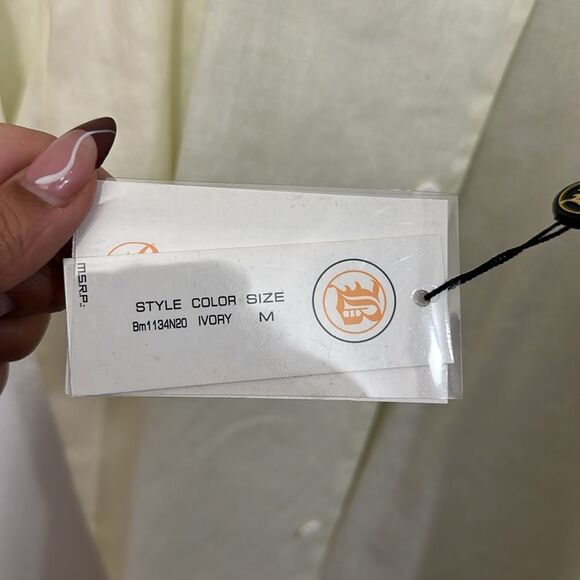 M.S.R.P.:
STYLE COLOR SIZE
Bm1134N20 IVORY M